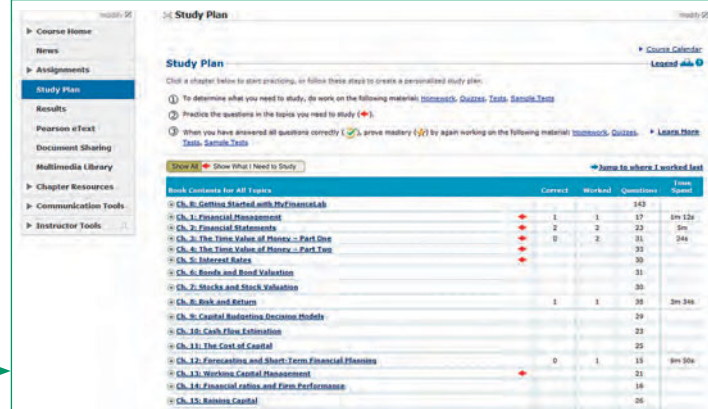 modify
Course Home
News
Assignments
Study Plan
Results
Pearson eText
Document Sharing
Multimedia Library
Chapter Resources
Communication Tools
Instructor Tools
Study Plan
modify
Course Calendar
Study Plan
Legend
Click a chapter below to start practicing, or follow these steps to create a personalized study plan.
1 To determine what you need to study, do work on the following material: Homework, Quizzes, Tests, Sample Tests
2 Practice the questions in the topics you need to study ( ).
3 When you have answered all questions correctly ( ), prove mastery ( ) by again working on the following material: Homework, Quizzes, Learn More
Tests, Sample Tests
Show All Show What I Need to Study
Jump to where I worked last
Book Contents for All Topics Correct Worked Questions Time Spent
Ch. 0: Getting Started with MyFinanceLab 143
Ch. 1: Financial Management 1 1 17 1m 12s
Ch. 2: Financial Statements 2 2 23 5m
Ch. 3: The Time Value of Money – Part One 0 2 31 24s
Ch. 4: The Time Value of Money – Part Two 33
Ch. 5: Interest Rates 30
Ch. 6: Bonds and Bond Valuation 31
Ch. 7: Stocks and Stock Valuation 30
Ch. 8: Risk and Return 1 1 38 3m 34s
Ch. 9: Capital Budgeting Decision Models 29
Ch. 10: Cash Flow Estimation 23
Ch. 11: The Cost of Capital 25
Ch. 12: Forecasting and Short-Term Financial Planning 0 1 15 8m 50s
Ch. 13: Working Capital Management 21
Ch. 14: Financial ratios and Firm Performance 16
Ch. 15: Raising Capital 26